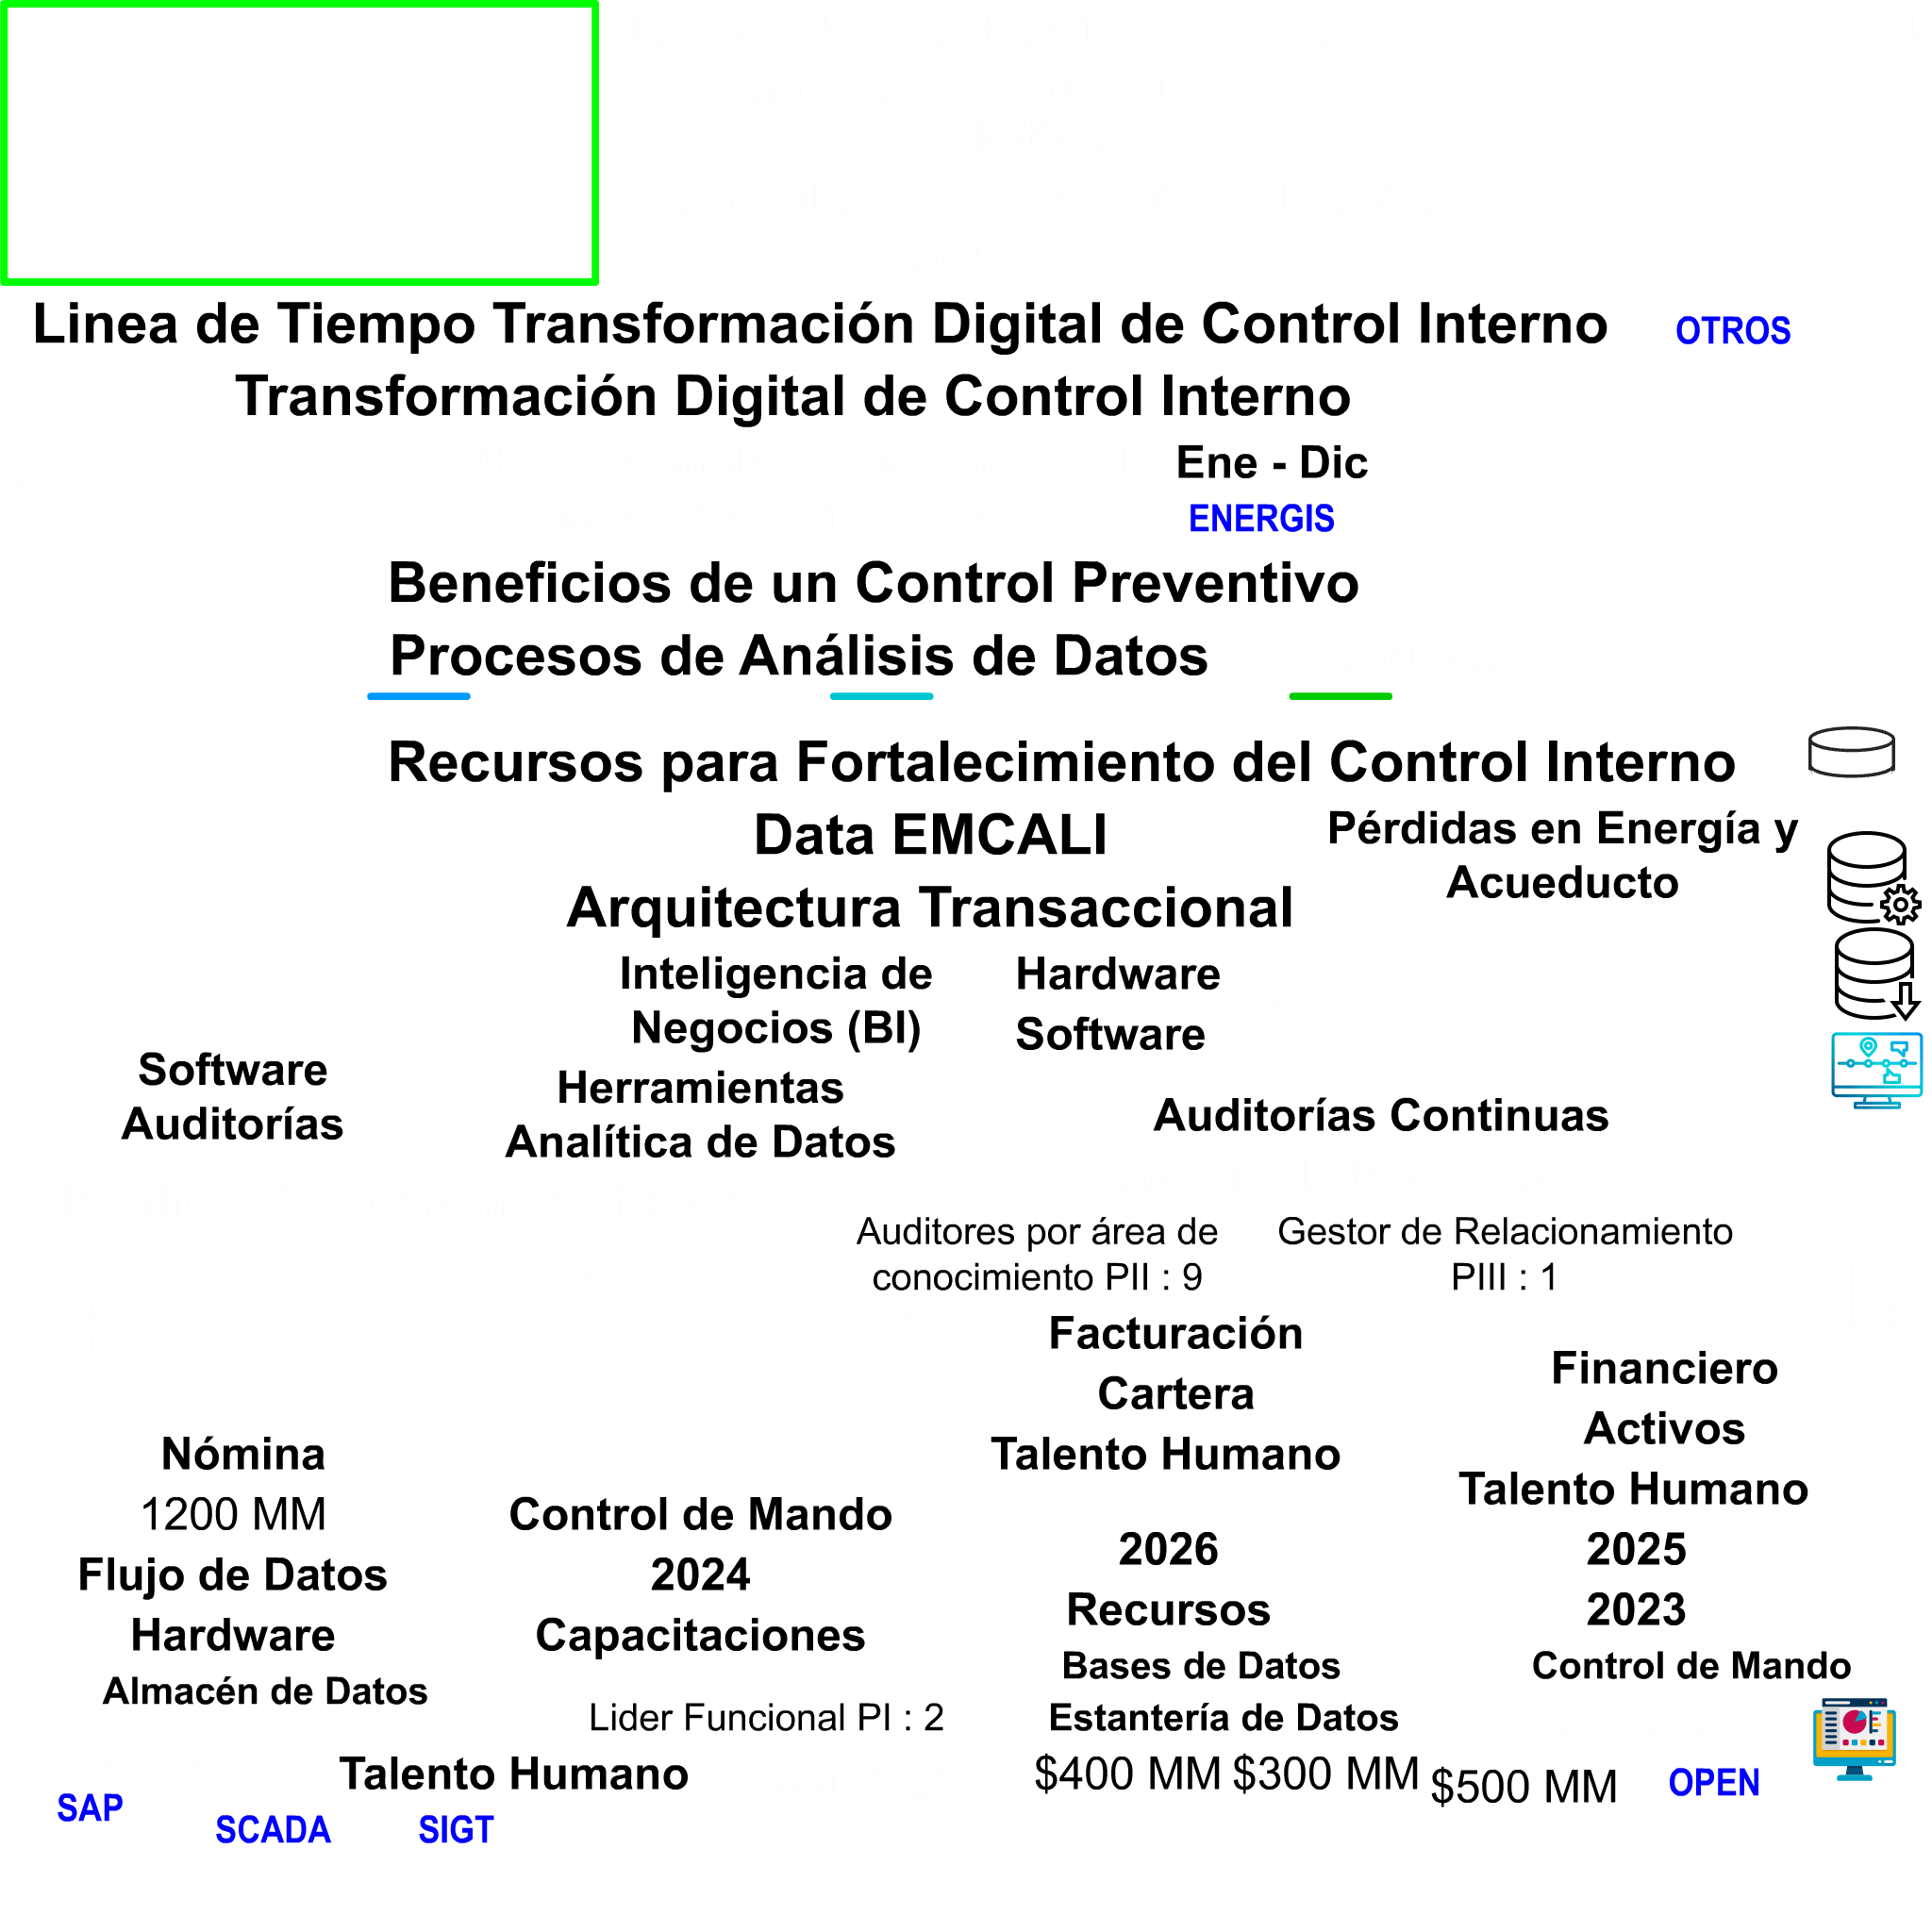 Linea de Tiempo Transformación Digital de Control Interno
OTROS
Transformación Digital de Control Interno
Ene - Dic
ENERGIS
Beneficios de un Control Preventivo
Procesos de Análisis de Datos
Recursos para Fortalecimiento del Control Interno
Data EMCALI
Pérdidas en Energía y
Acueducto
Arquitectura Transaccional
Inteligencia de
Negocios (BI)
Hardware
Software
Software
Auditorías
Herramientas
Analítica de Datos
Auditorías Continuas
Auditores por área de
conocimiento PII : 9
Gestor de Relacionamiento
PIII : 1
Facturación
Financiero
Cartera
Activos
Nómina
Talento Humano
Talento Humano
1200 MM
Control de Mando
2026
2025
Flujo de Datos
2024
Recursos
2023
Hardware
Capacitaciones
Bases de Datos
Control de Mando
Almacén de Datos
Lider Funcional PI : 2
Estantería de Datos
Talento Humano
$400 MM
$300 MM
$500 MM
OPEN
SAP
SCADA
SIGT